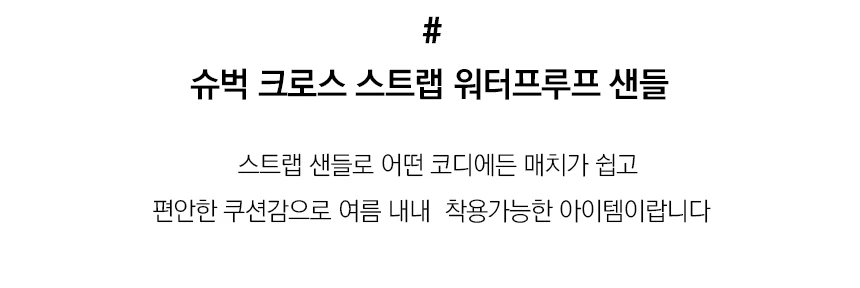 #
슈벅 크로스 스트랩 워터프루프 샌들
스트랩 샌들로 어떤 코디에든 매치가 쉽고
편안한 쿠션감으로 여름 내내 착용가능한 아이템이랍니다